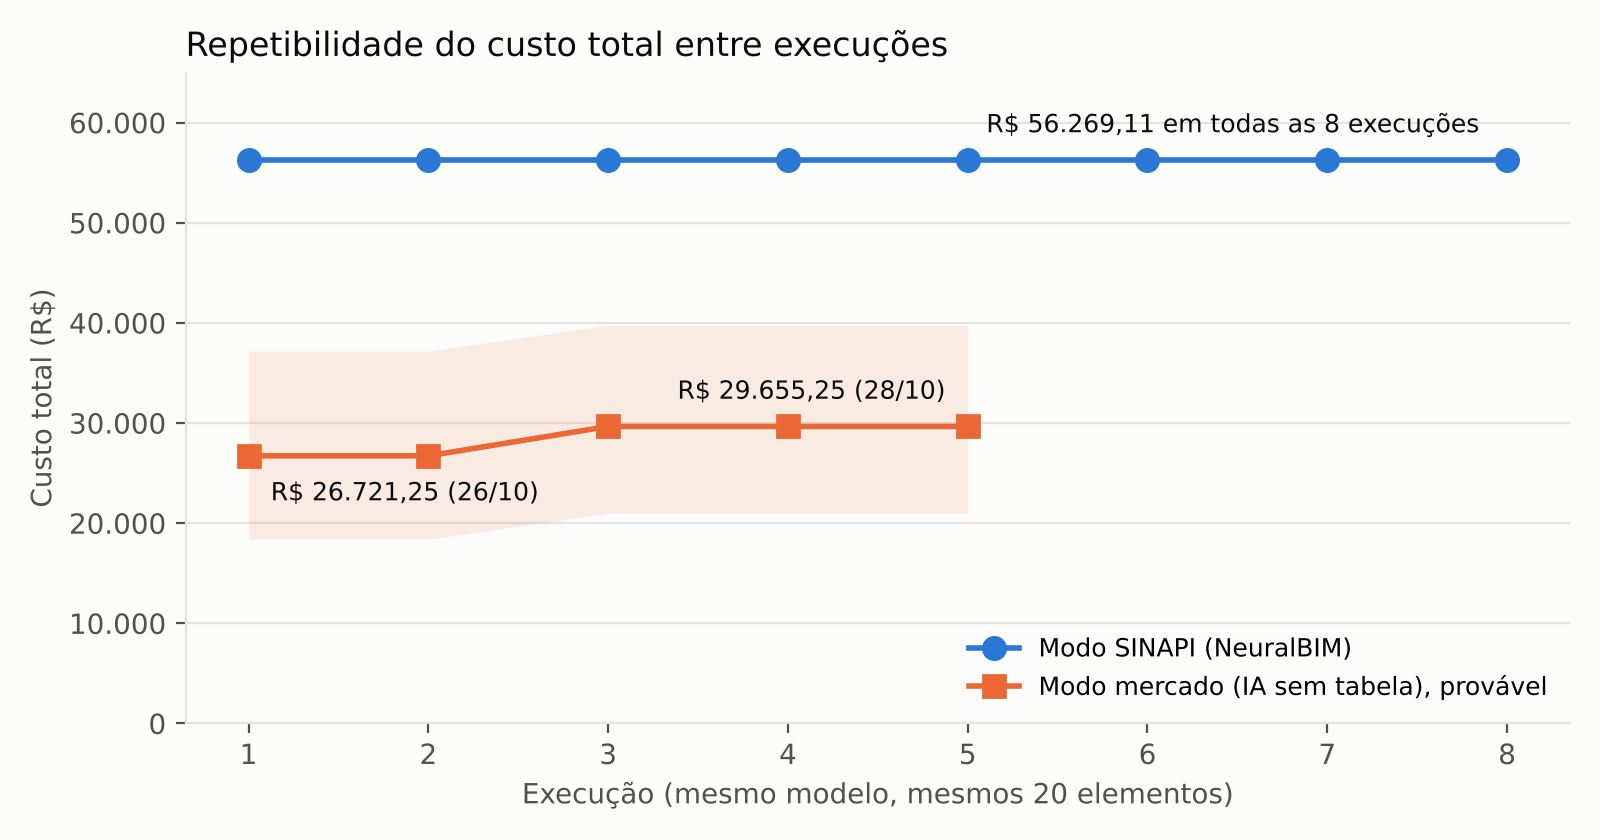 Repetibilidade do custo total entre execuções
60.000
50.000
40.000
30.000
20.000
10.000
0
Custo total (R$)
R$ 56.269,11 em todas as 8 execuções
R$ 29.655,25 (28/10)
R$ 26.721,25 (26/10)
Modo SINAPI (NeuralBIM)
Modo mercado (IA sem tabela), provável
1 2 3 4 5 6 7 8
Execução (mesmo modelo, mesmos 20 elementos)